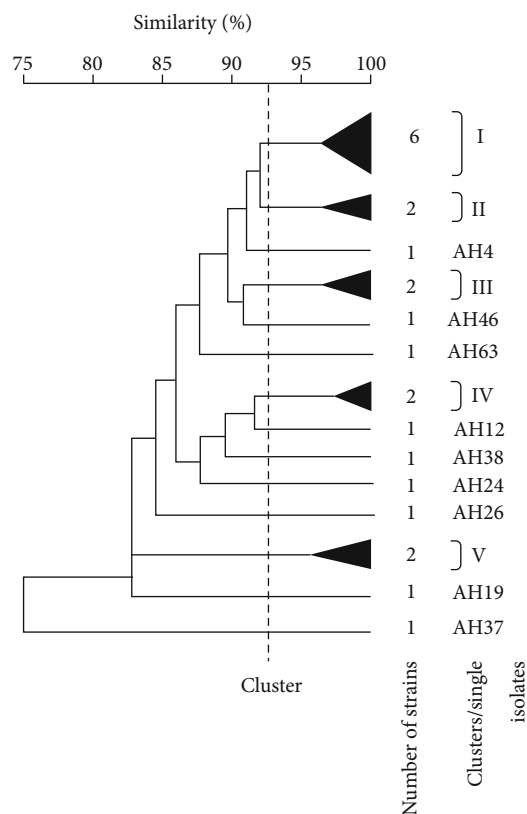 Similarity (%)
75 80 85 90 95 100
6 I
2 II
1 AH4
2 III
1 AH46
1 AH63
2 IV
1 AH12
1 AH38
1 AH24
1 AH26
2 V
1 AH19
1 AH37
Cluster
Number of strains
Clusters/single
isolates